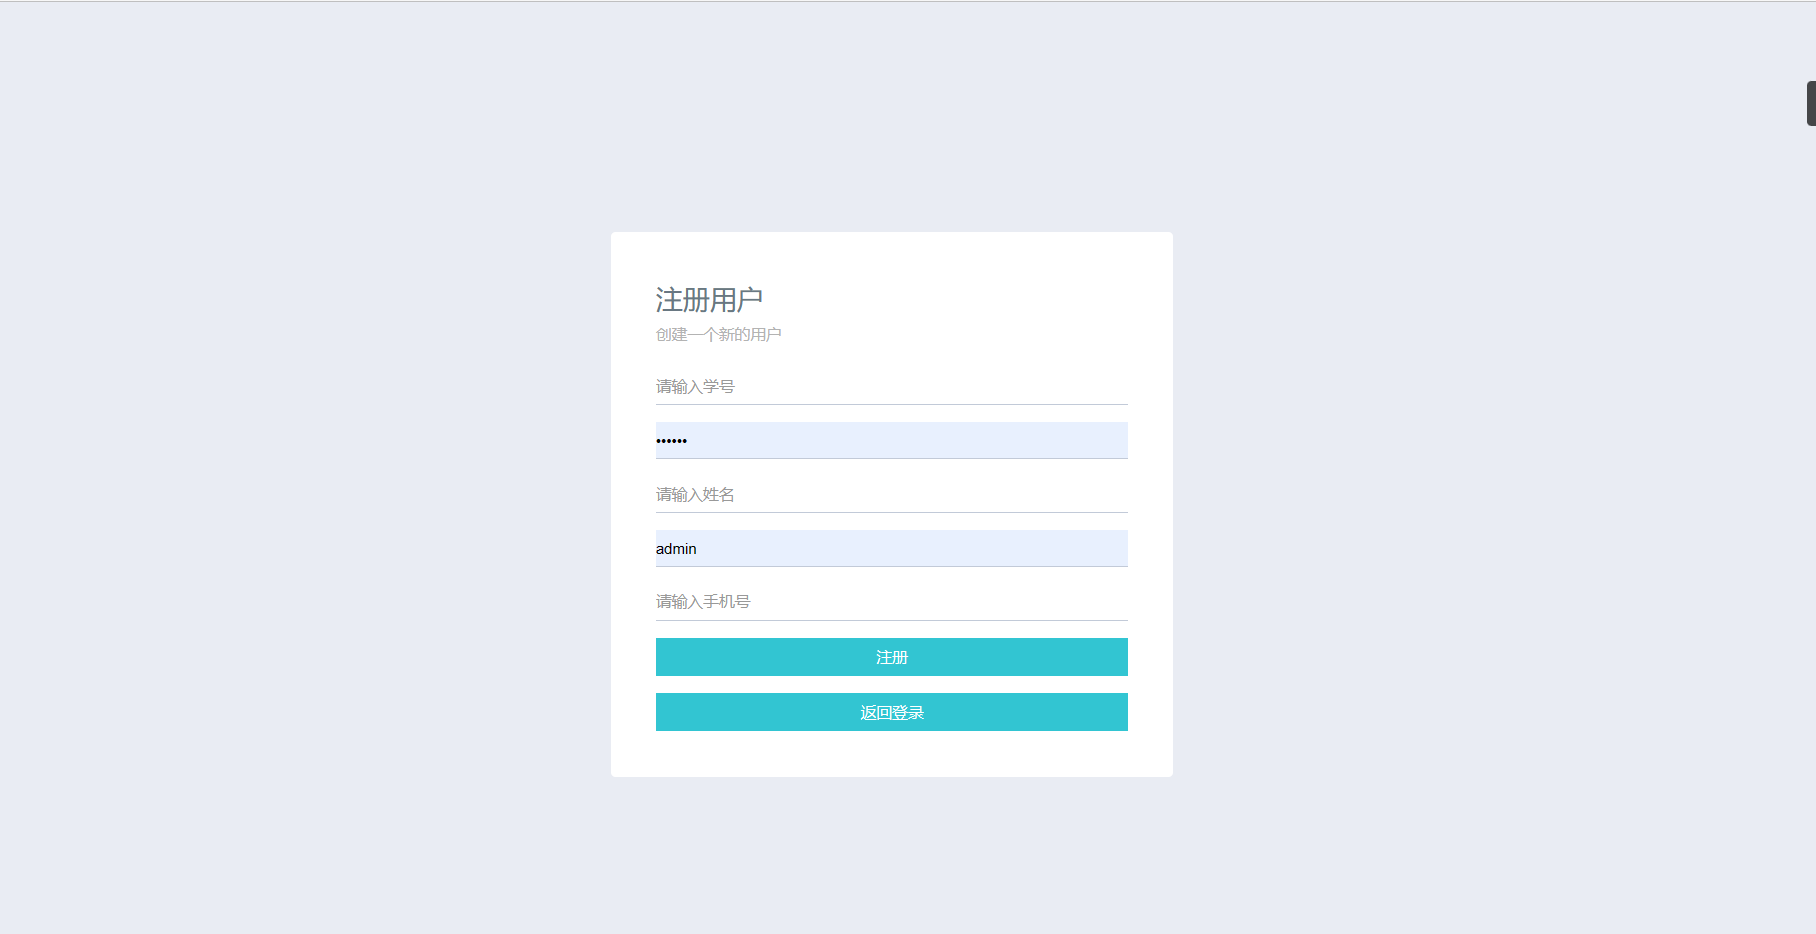 注册用户
创建一个新的用户
请输入学号
••••••
请输入姓名
admin
请输入手机号
注册
返回登录